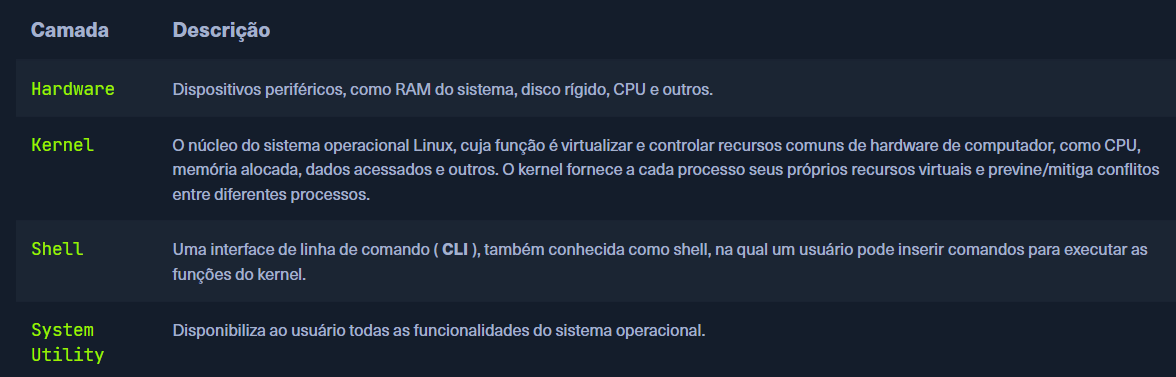 Camada Descrição
Hardware Dispositivos periféricos, como RAM do sistema, disco rígido, CPU e outros.
Kernel O núcleo do sistema operacional Linux, cuja função é virtualizar e controlar recursos comuns de hardware de computador, como CPU,
memória alocada, dados acessados e outros. O kernel fornece a cada processo seus próprios recursos virtuais e previne/mitiga conflitos
entre diferentes processos.
Shell Uma interface de linha de comando ( CLI ), também conhecida como shell, na qual um usuário pode inserir comandos para executar as
funções do kernel.
System Disponibiliza ao usuário todas as funcionalidades do sistema operacional.
Utility